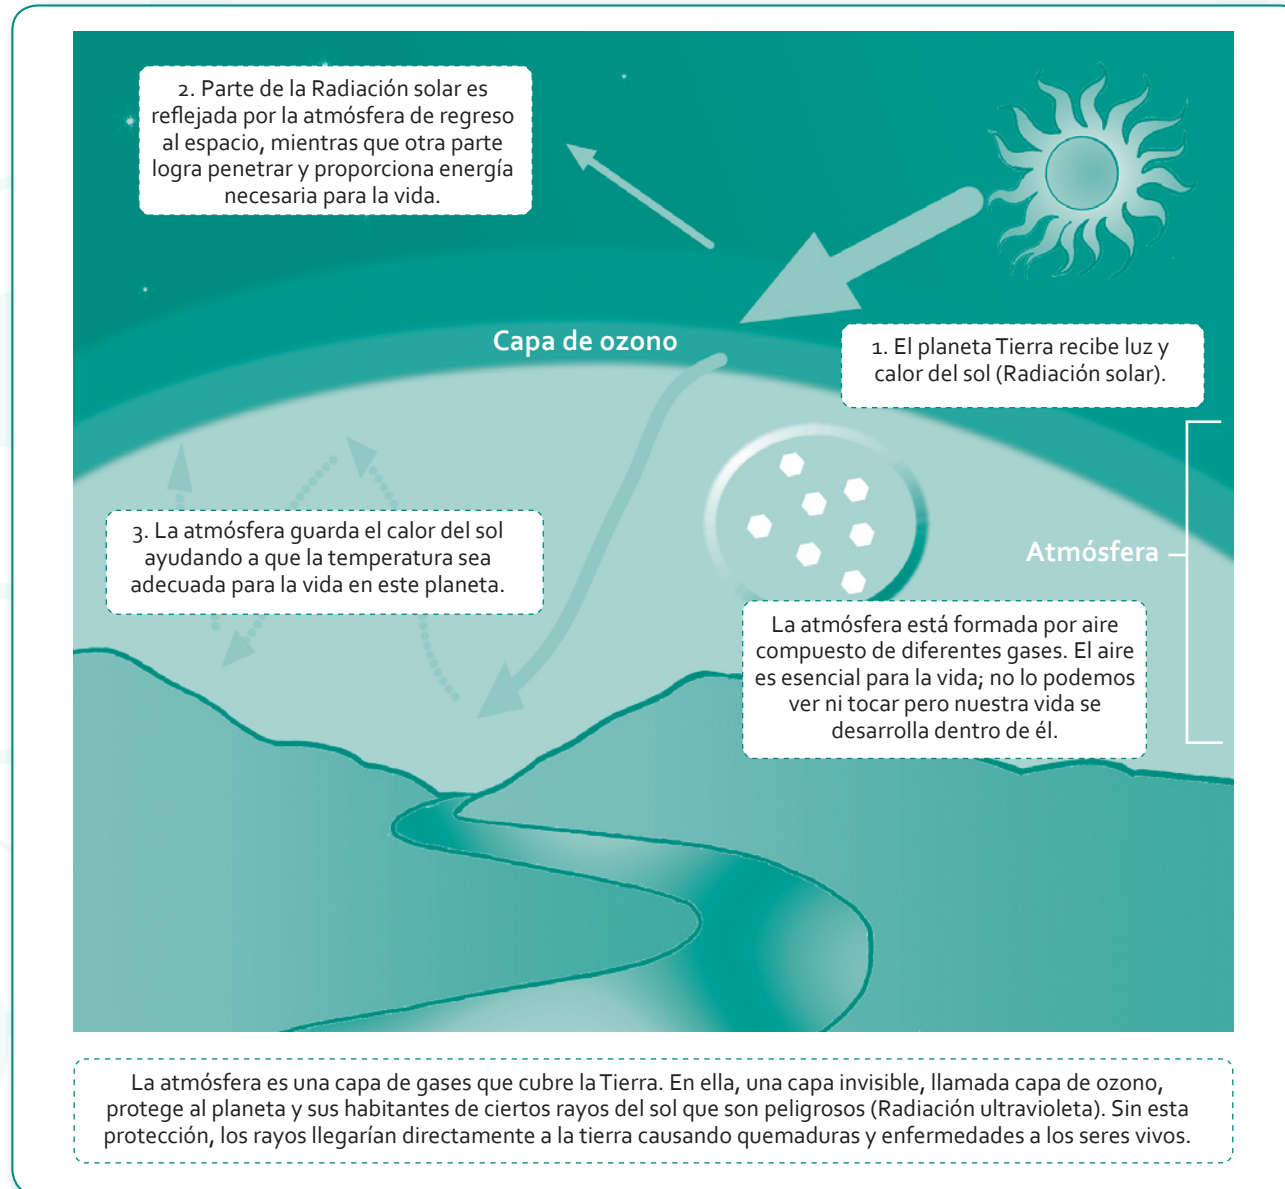 2. Parte de la Radiación solar es
reflejada por la atmósfera de regreso
al espacio, mientras que otra parte
logra penetrar y proporciona energía
necesaria para la vida.
Capa de ozono
1. El planeta Tierra recibe luz y
calor del sol (Radiación solar).
3. La atmósfera guarda el calor del sol
ayudando a que la temperatura sea
adecuada para la vida en este planeta.
Atmósfera
La atmósfera está formada por aire
compuesto de diferentes gases. El aire
es esencial para la vida; no lo podemos
ver ni tocar pero nuestra vida se
desarrolla dentro de él.
La atmósfera es una capa de gases que cubre la Tierra. En ella, una capa invisible, llamada capa de ozono,
protege al planeta y sus habitantes de ciertos rayos del sol que son peligrosos (Radiación ultravioleta). Sin esta
protección, los rayos llegarían directamente a la tierra causando quemaduras y enfermedades a los seres vivos.